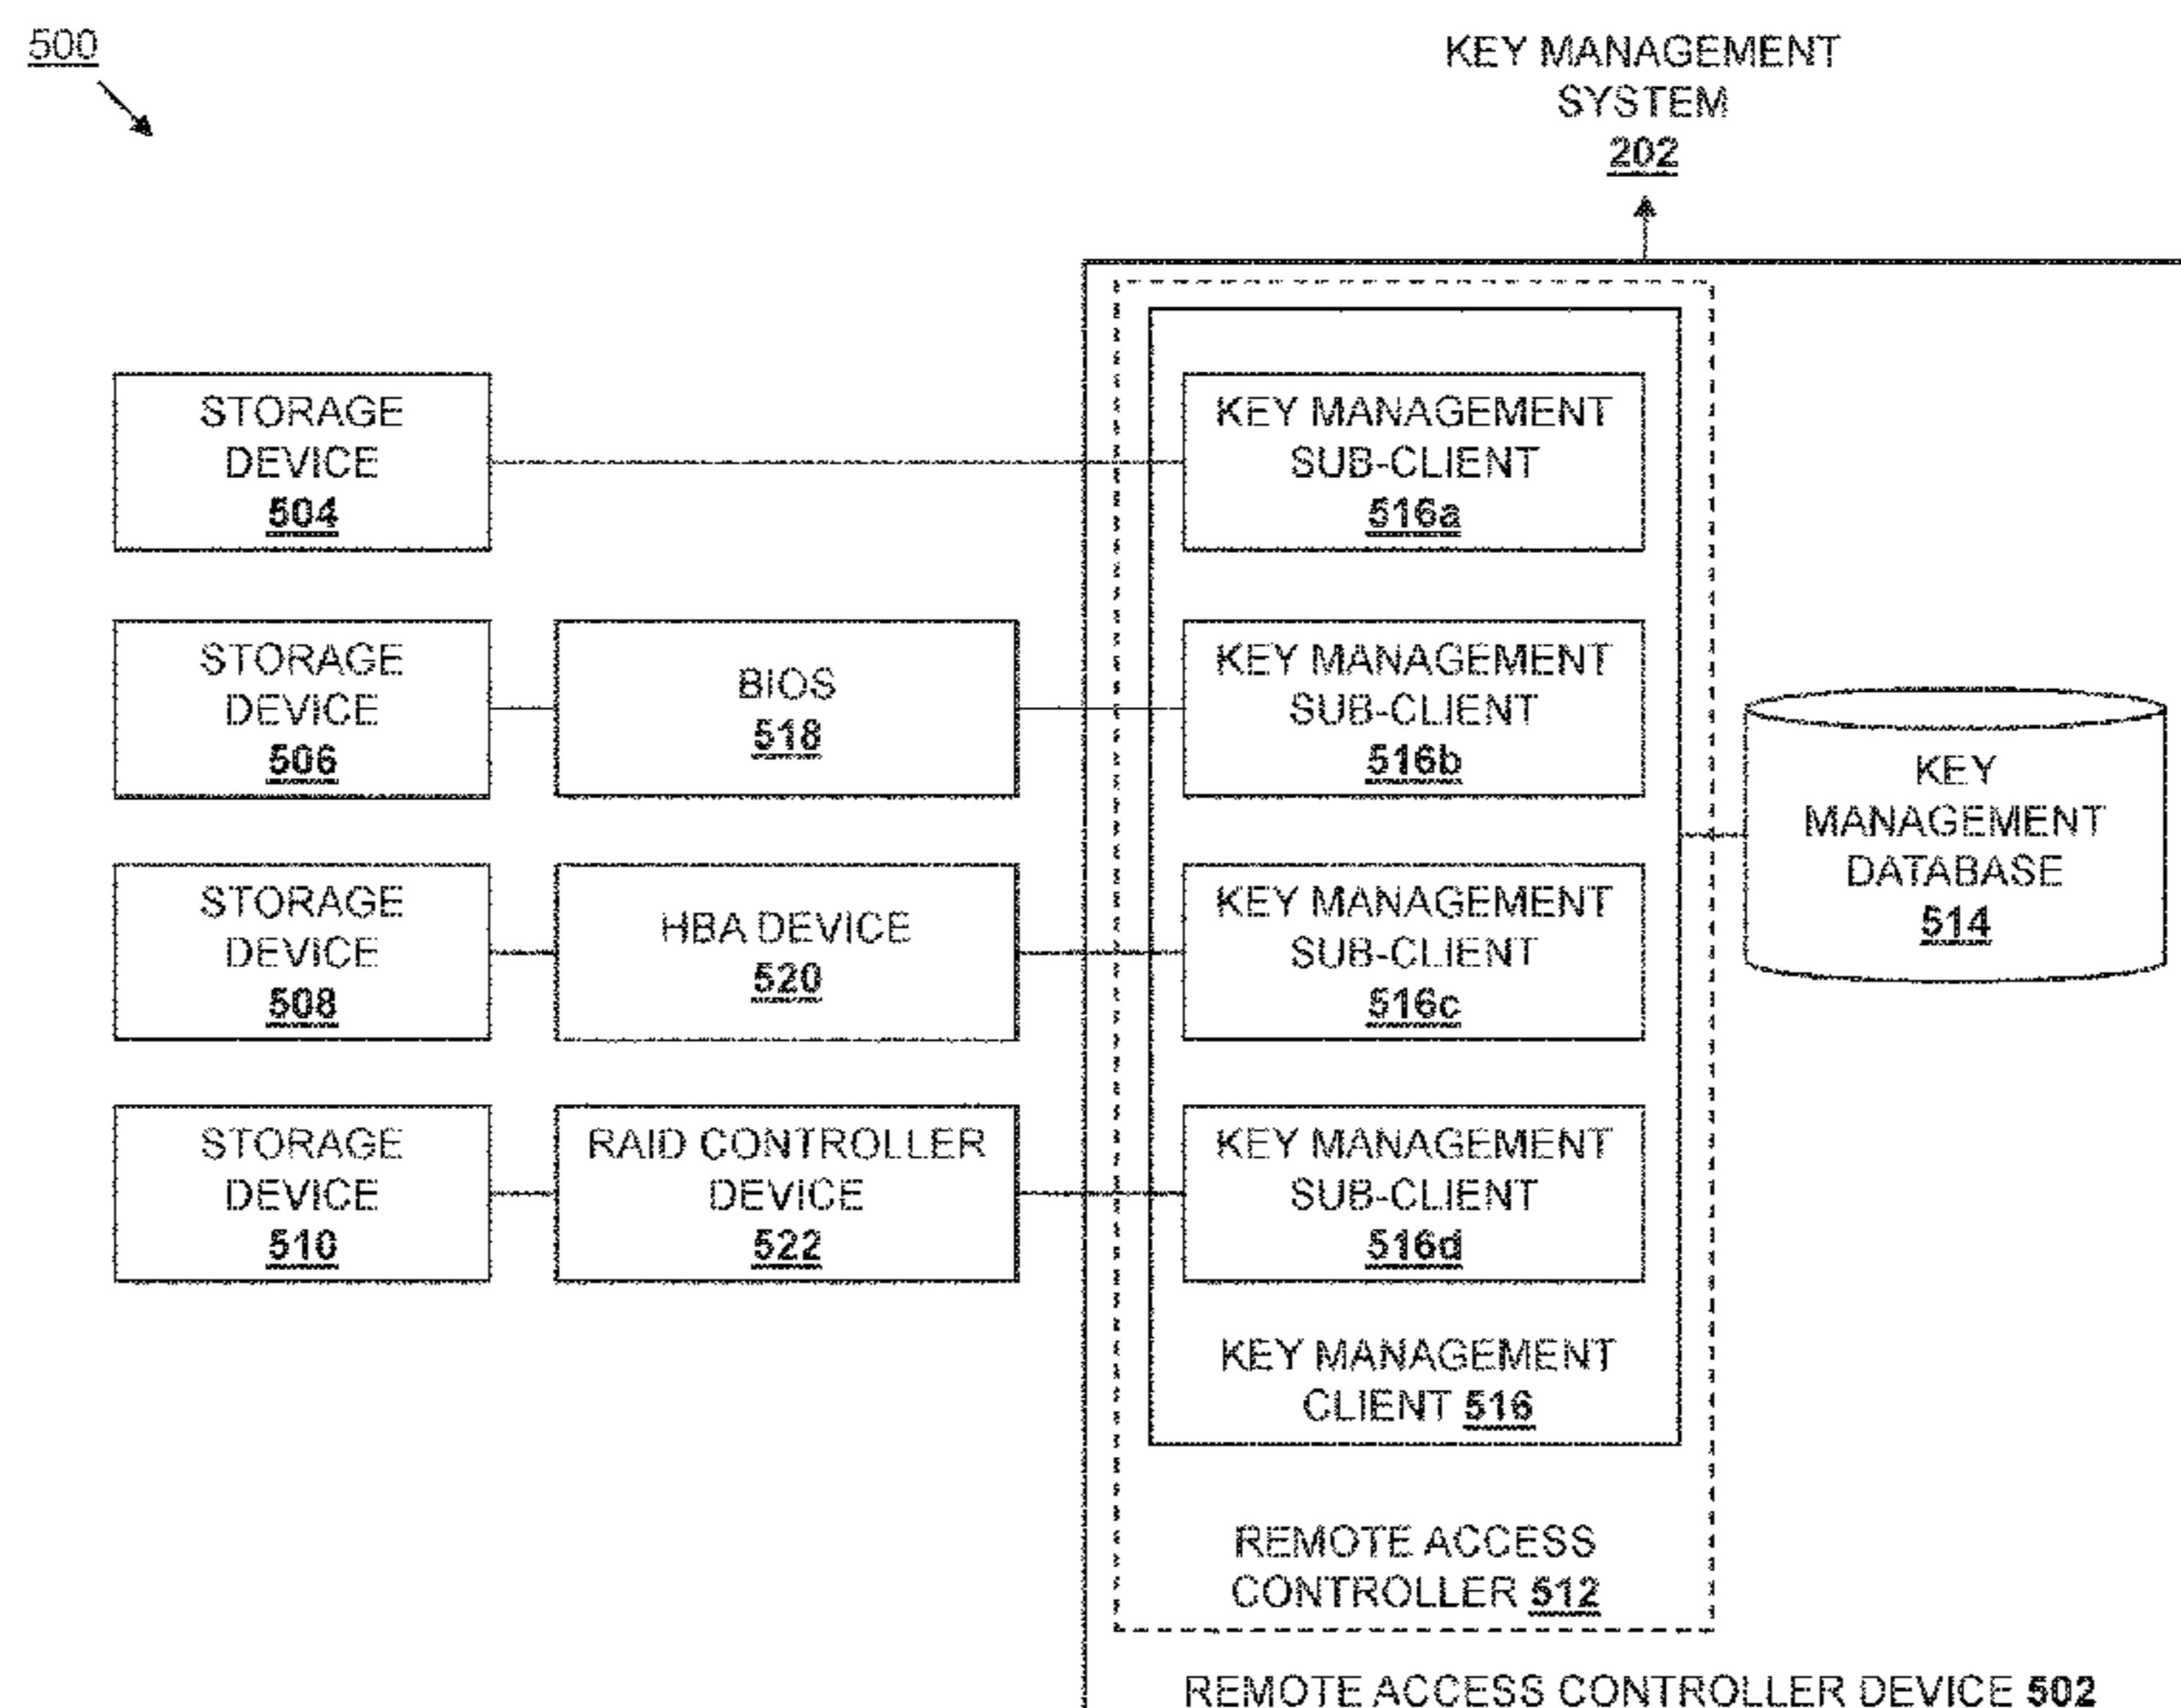 500
KEY MANAGEMENT
SYSTEM
202
STORAGE
DEVICE
504
KEY MANAGEMENT
SUB-CLIENT
516a
STORAGE
DEVICE
506
BIOS
518
KEY MANAGEMENT
SUB-CLIENT
516b
KEY
MANAGEMENT
DATABASE
514
STORAGE
DEVICE
508
HBA DEVICE
520
KEY MANAGEMENT
SUB-CLIENT
516c
STORAGE
DEVICE
510
RAID CONTROLLER
DEVICE
522
KEY MANAGEMENT
SUB-CLIENT
516d
KEY MANAGEMENT
CLIENT 516
REMOTE ACCESS
CONTROLLER 512
REMOTE ACCESS CONTROLLER DEVICE 502